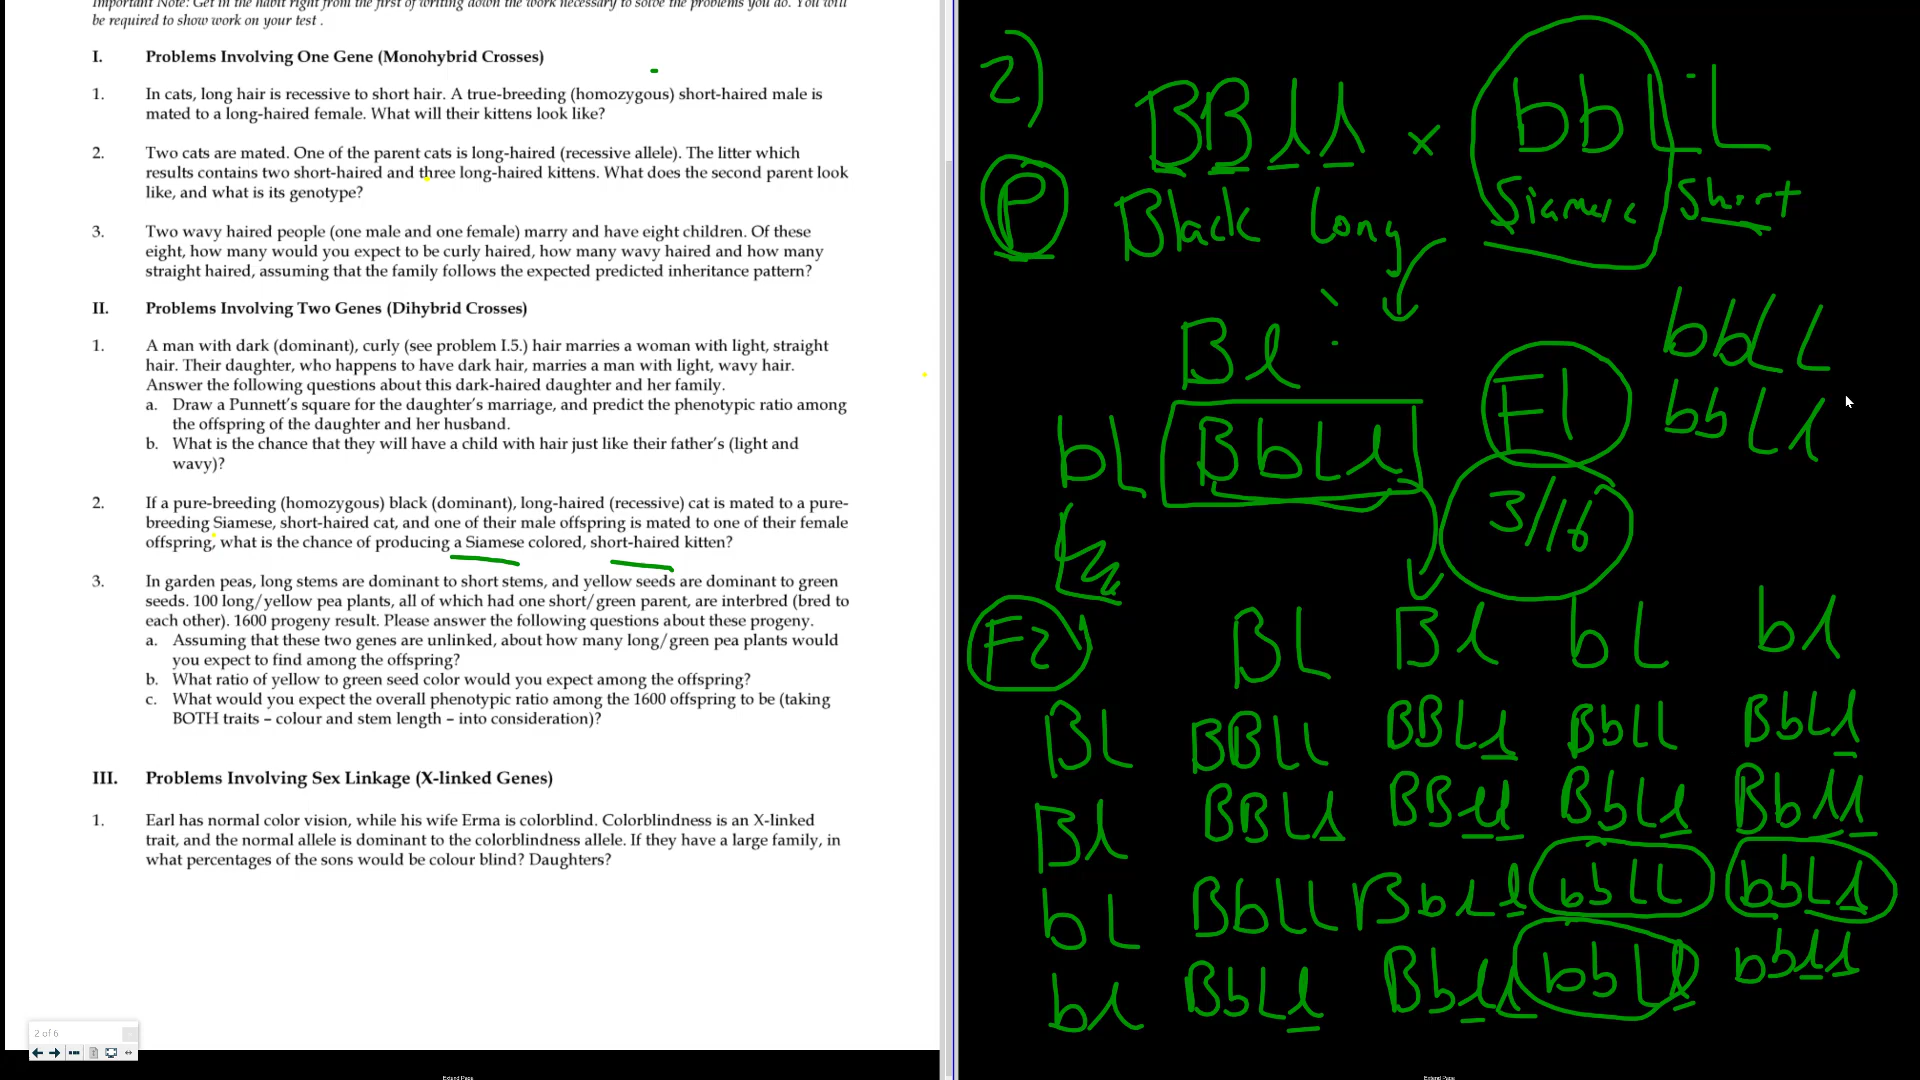 Important Note: Get in the habit right from the first of writing down the work necessary to solve the problems you do. You will
be required to show work on your test .
I. Problems Involving One Gene (Monohybrid Crosses)
1. In cats, long hair is recessive to short hair. A true-breeding (homozygous) short-haired male is
mated to a long-haired female. What will their kittens look like?
2. Two cats are mated. One of the parent cats is long-haired (recessive allele). The litter which
results contains two short-haired and three long-haired kittens. What does the second parent look
like, and what is its genotype?
3. Two wavy haired people (one male and one female) marry and have eight children. Of these
eight, how many would you expect to be curly haired, how many wavy haired and how many
straight haired, assuming that the family follows the expected predicted inheritance pattern?
II. Problems Involving Two Genes (Dihybrid Crosses)
1. A man with dark (dominant), curly (see problem I.5.) hair marries a woman with light, straight
hair. Their daughter, who happens to have dark hair, marries a man with light, wavy hair.
Answer the following questions about this dark-haired daughter and her family.
a. Draw a Punnett's square for the daughter's marriage, and predict the phenotypic ratio among
the offspring of the daughter and her husband.
b. What is the chance that they will have a child with hair just like their father's (light and
wavy)?
2. If a pure-breeding (homozygous) black (dominant), long-haired (recessive) cat is mated to a pure-
breeding Siamese, short-haired cat, and one of their male offspring is mated to one of their female
offspring, what is the chance of producing a Siamese colored, short-haired kitten?
3. In garden peas, long stems are dominant to short stems, and yellow seeds are dominant to green
seeds. 100 long/yellow pea plants, all of which had one short/green parent, are interbred (bred to
each other). 1600 progeny result. Please answer the following questions about these progeny.
a. Assuming that these two genes are unlinked, about how many long/green pea plants would
you expect to find among the offspring?
b. What ratio of yellow to green seed color would you expect among the offspring?
c. What would you expect the overall phenotypic ratio among the 1600 offspring to be (taking
BOTH traits – colour and stem length – into consideration)?
III. Problems Involving Sex Linkage (X-linked Genes)
1. Earl has normal color vision, while his wife Erma is colorblind. Colorblindness is an X-linked
trait, and the normal allele is dominant to the colorblindness allele. If they have a large family, in
what percentages of the sons would be colour blind? Daughters?
2 of 6
Extend Page
2)
BBll x bbLL
P Black long Siamese Short
Bl
bL BbLl F1
bbLL
bbLl
3/16
F2 BL Bl bL bl
BL BBLL BBLl BbLL BbLl
Bl BBLl BBll BbLl Bbll
bL BbLL BbLl bbLL bbLl
bl BbLl Bbll bbLl bbll
Extend Page